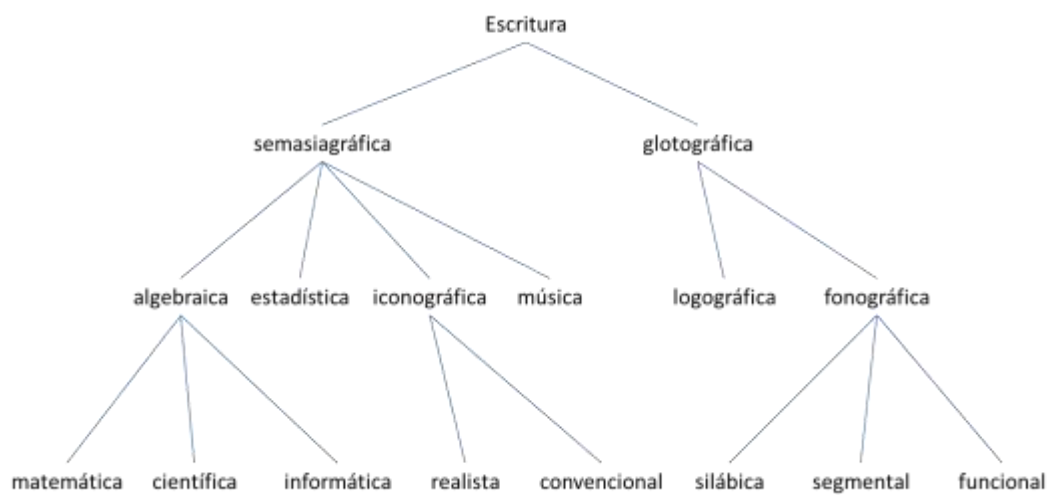 Escritura
semasiagráfica glotográfica
algebraica estadística iconográfica música logográfica fonográfica
matemática científica informática realista convencional silábica segmental funcional